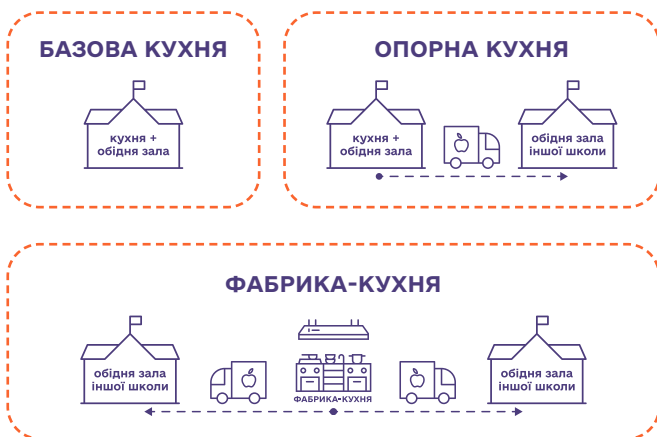 БАЗОВА КУХНЯ
кухня +
обідня зала
ОПОРНА КУХНЯ
кухня +
обідня зала
обідня зала
іншої школи
ФАБРИКА-КУХНЯ
обідня зала
іншої школи
ФАБРИКА-КУХНЯ
обідня зала
іншої школи